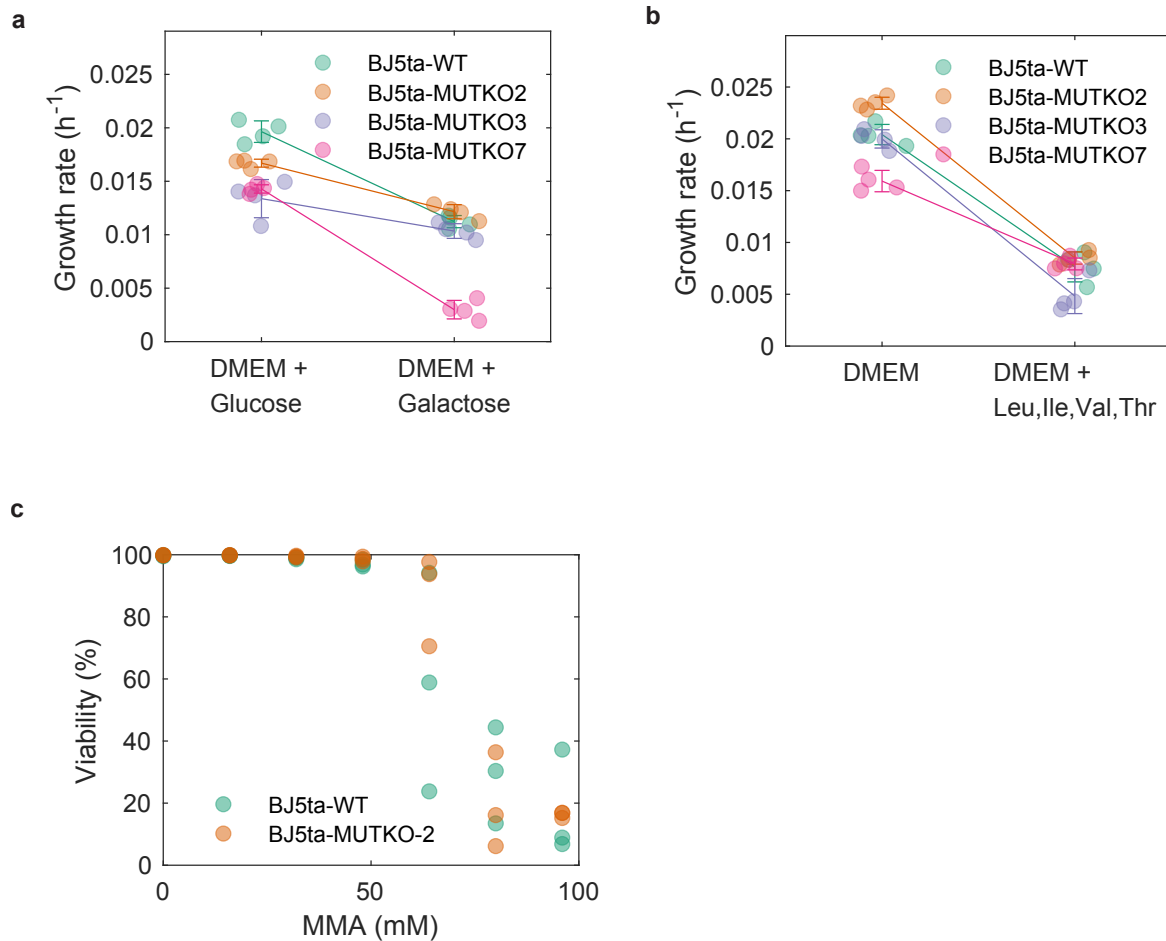 a
Growth rate (h⁻¹)
0.025
0.02
0.015
0.01
0.005
0
BJ5ta-WT
BJ5ta-MUTKO2
BJ5ta-MUTKO3
BJ5ta-MUTKO7
DMEM +
Glucose
DMEM +
Galactose
b
Growth rate (h⁻¹)
0.025
0.02
0.015
0.01
0.005
0
BJ5ta-WT
BJ5ta-MUTKO2
BJ5ta-MUTKO3
BJ5ta-MUTKO7
DMEM
DMEM +
Leu,Ile,Val,Thr
c
Viability (%)
100
80
60
40
20
0
BJ5ta-WT
BJ5ta-MUTKO-2
0
50
100
MMA (mM)